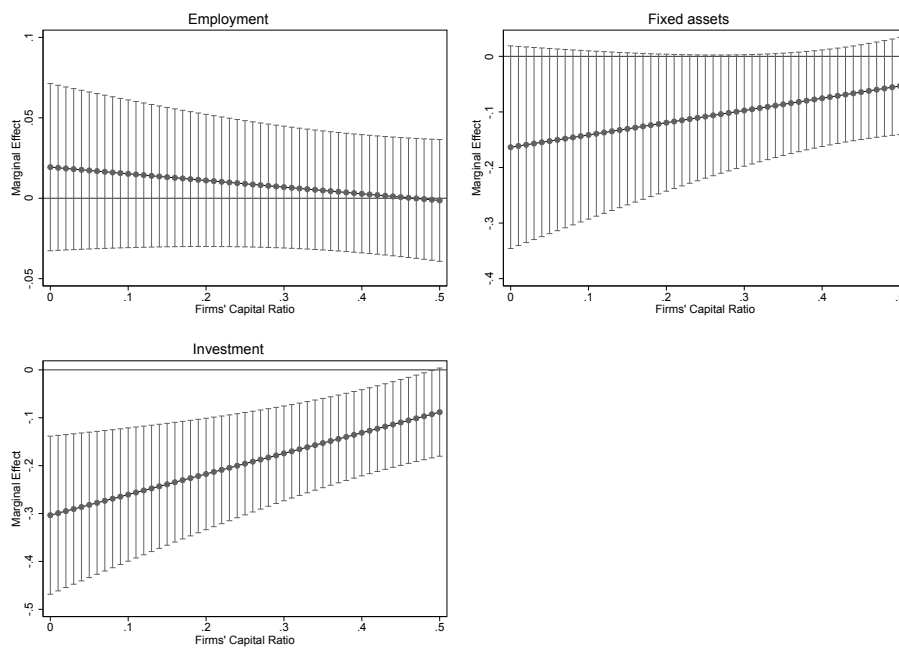 Employment
Marginal Effect
.1
.05
0
-.05
0 .1 .2 .3 .4 .5
Firms' Capital Ratio
Fixed assets
Marginal Effect
0
-.1
-.2
-.3
-.4
0 .1 .2 .3 .4 .5
Firms' Capital Ratio
Investment
Marginal Effect
0
-.1
-.2
-.3
-.4
-.5
0 .1 .2 .3 .4 .5
Firms' Capital Ratio